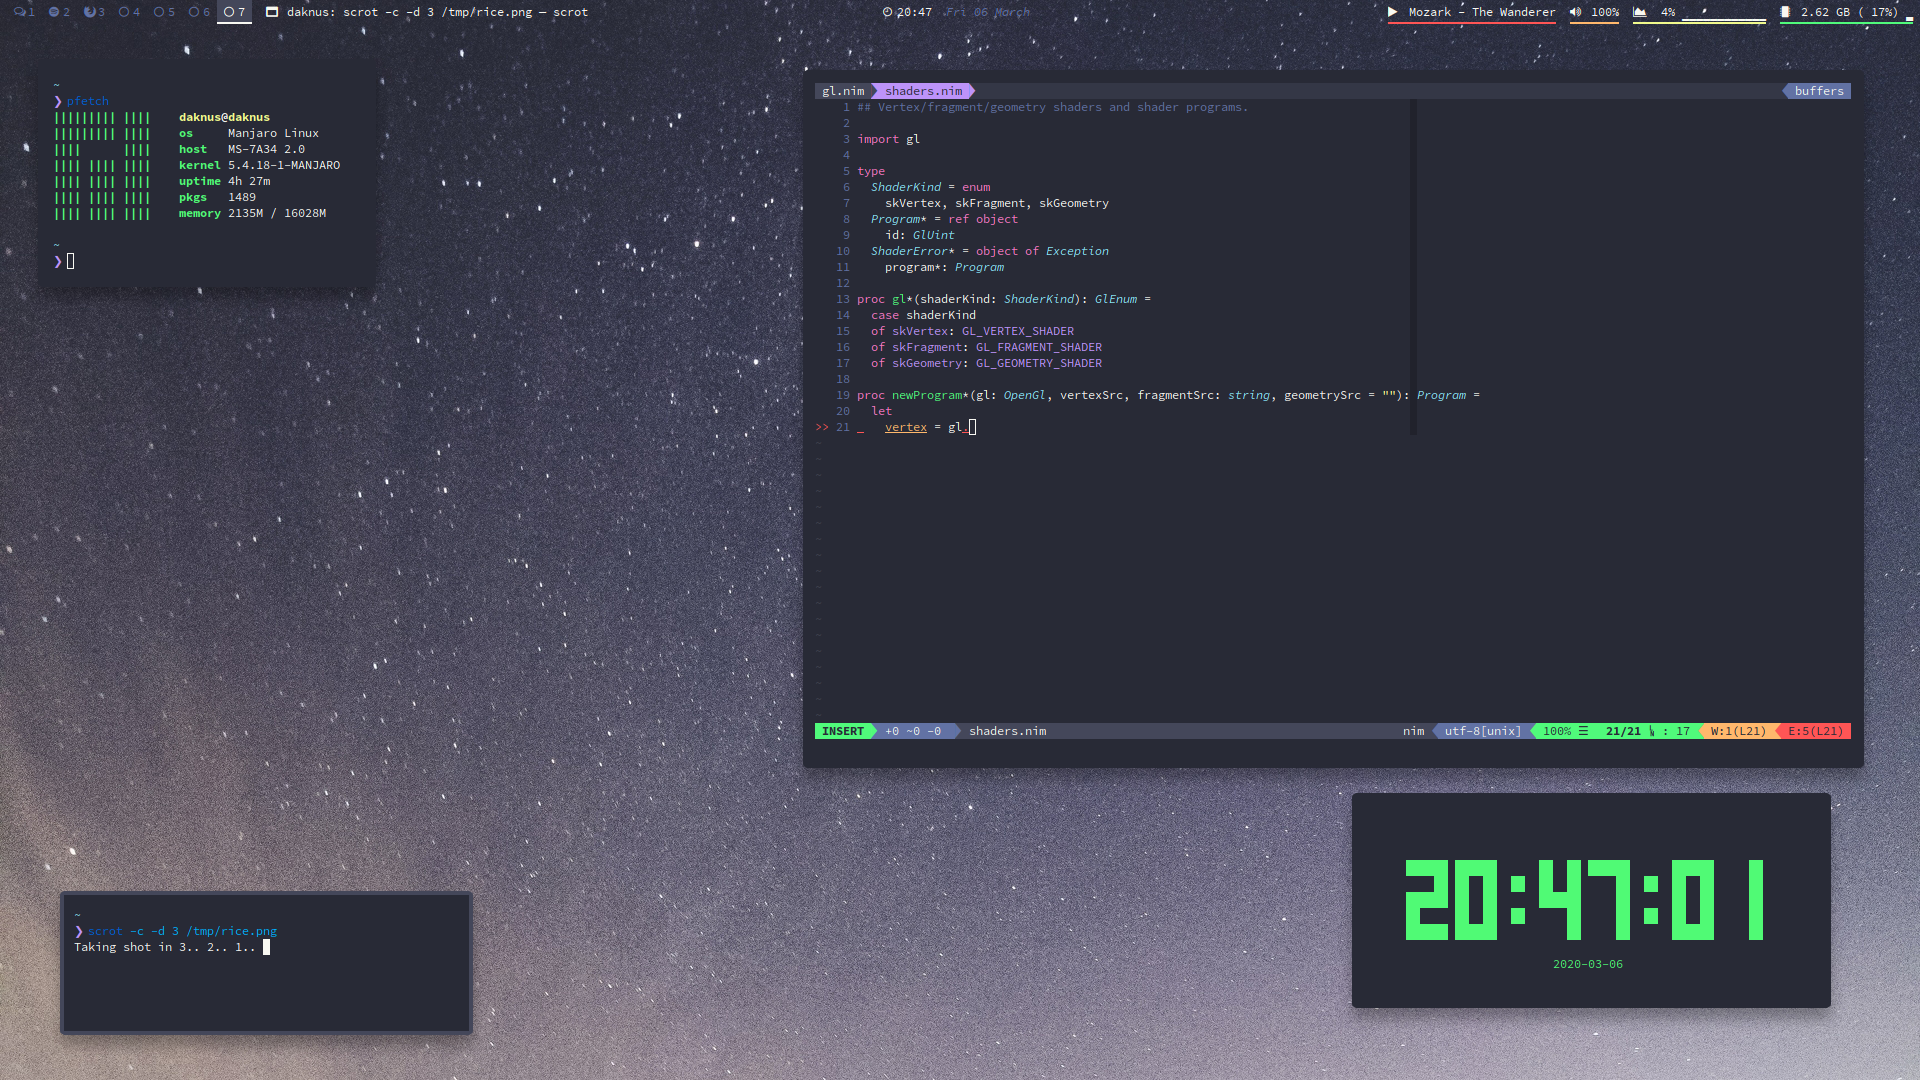 1 2 3 4 5 6 7 daknus: scrot -c -d 3 /tmp/rice.png — scrot 20:47 Fri 06 March Mozark - The Wanderer 100% 4% 2.62 GB ( 17%)
~
❯ pfetch
daknus@daknus
os Manjaro Linux
host MS-7A34 2.0
kernel 5.4.18-1-MANJARO
uptime 4h 27m
pkgs 1489
memory 2135M / 16028M
~
❯
gl.nim shaders.nim buffers
1 ## Vertex/fragment/geometry shaders and shader programs.
2
3 import gl
4
5 type
6   ShaderKind = enum
7     skVertex, skFragment, skGeometry
8   Program* = ref object
9     id: GlUint
10   ShaderError* = object of Exception
11     program*: Program
12
13 proc gl*(shaderKind: ShaderKind): GlEnum =
14   case shaderKind
15   of skVertex: GL_VERTEX_SHADER
16   of skFragment: GL_FRAGMENT_SHADER
17   of skGeometry: GL_GEOMETRY_SHADER
18
19 proc newProgram*(gl: OpenGl, vertexSrc, fragmentSrc: string, geometrySrc = ""): Program =
20   let
>> 21     vertex = gl.
INSERT +0 ~0 -0 shaders.nim nim utf-8[unix] 100% ☰ 21/21 : 17 W:1(L21) E:5(L21)
~
❯ scrot -c -d 3 /tmp/rice.png
Taking shot in 3.. 2.. 1..
20:47:01
2020-03-06